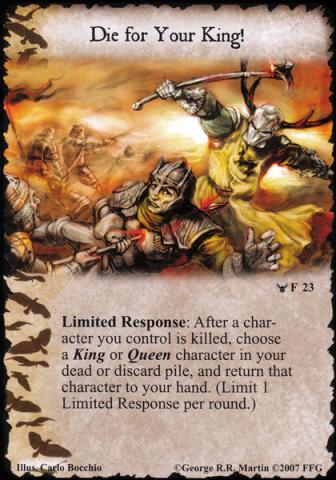 Die for Your King!
F 23
Limited Response: After a char-
acter you control is killed, choose
a King or Queen character in your
dead or discard pile, and return that
character to your hand. (Limit 1
Limited Response per round.)
Illus. Carlo Bocchio ©George R.R. Martin ©2007 FFG